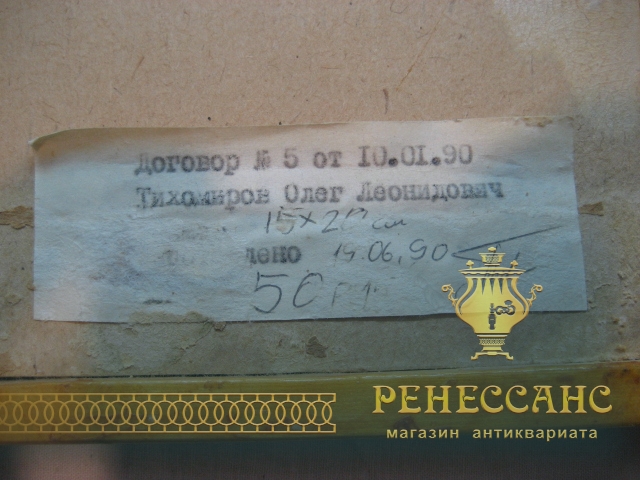 Договор № 5 от 10.01.90
Тихомиров Олег Леонидович
15×20 см
19.06.90
50
РЕНЕССАНС
магазин антиквариата